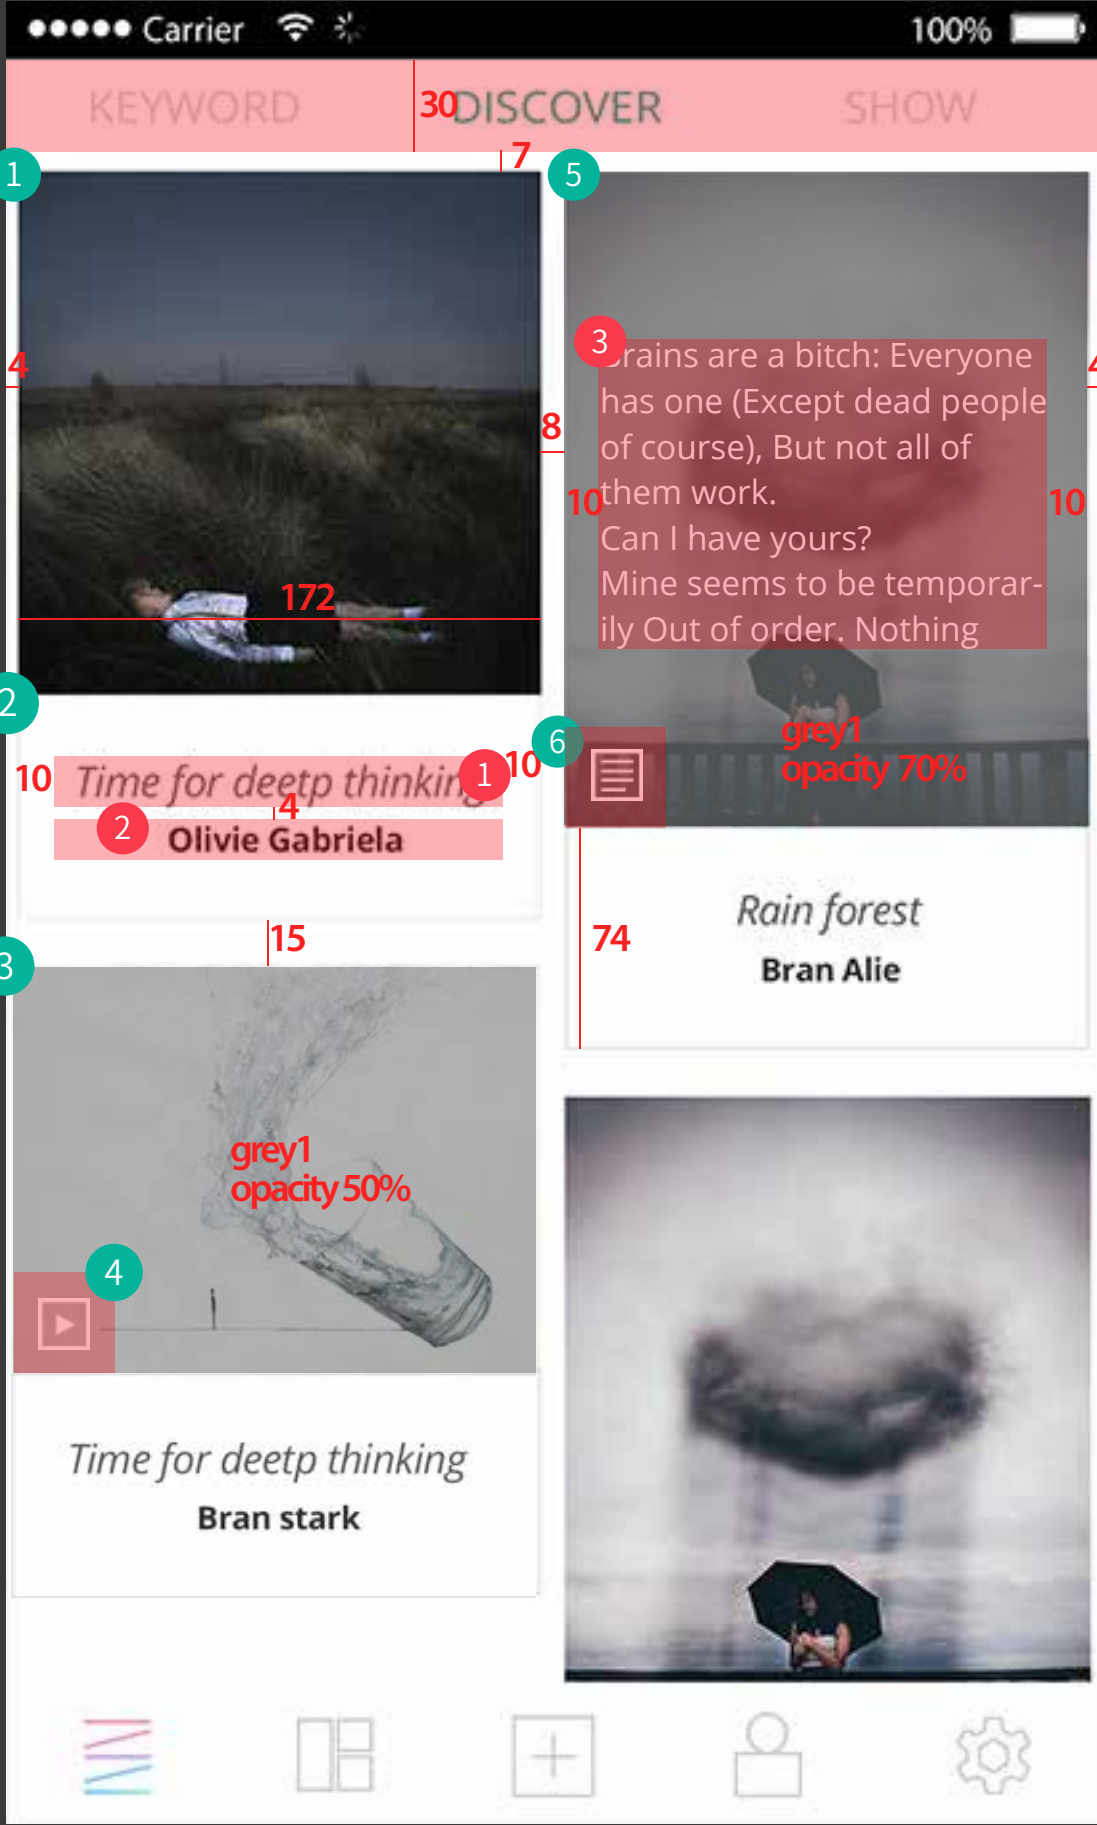 Carrier 100%
KEYWORD 30 DISCOVER SHOW
7
1
5
4
8
172
3
rains are a bitch: Everyone
has one (Except dead people
of course), But not all of
10 them work. 10
Can I have yours?
Mine seems to be temporar-
ily Out of order. Nothing
4
2
10 Time for deetp thinking 1 10
4
2 Olivie Gabriela
6
grey1
opacity 70%
15
74
Rain forest
Bran Alie
3
grey1
opacity 50%
4
Time for deetp thinking
Bran stark